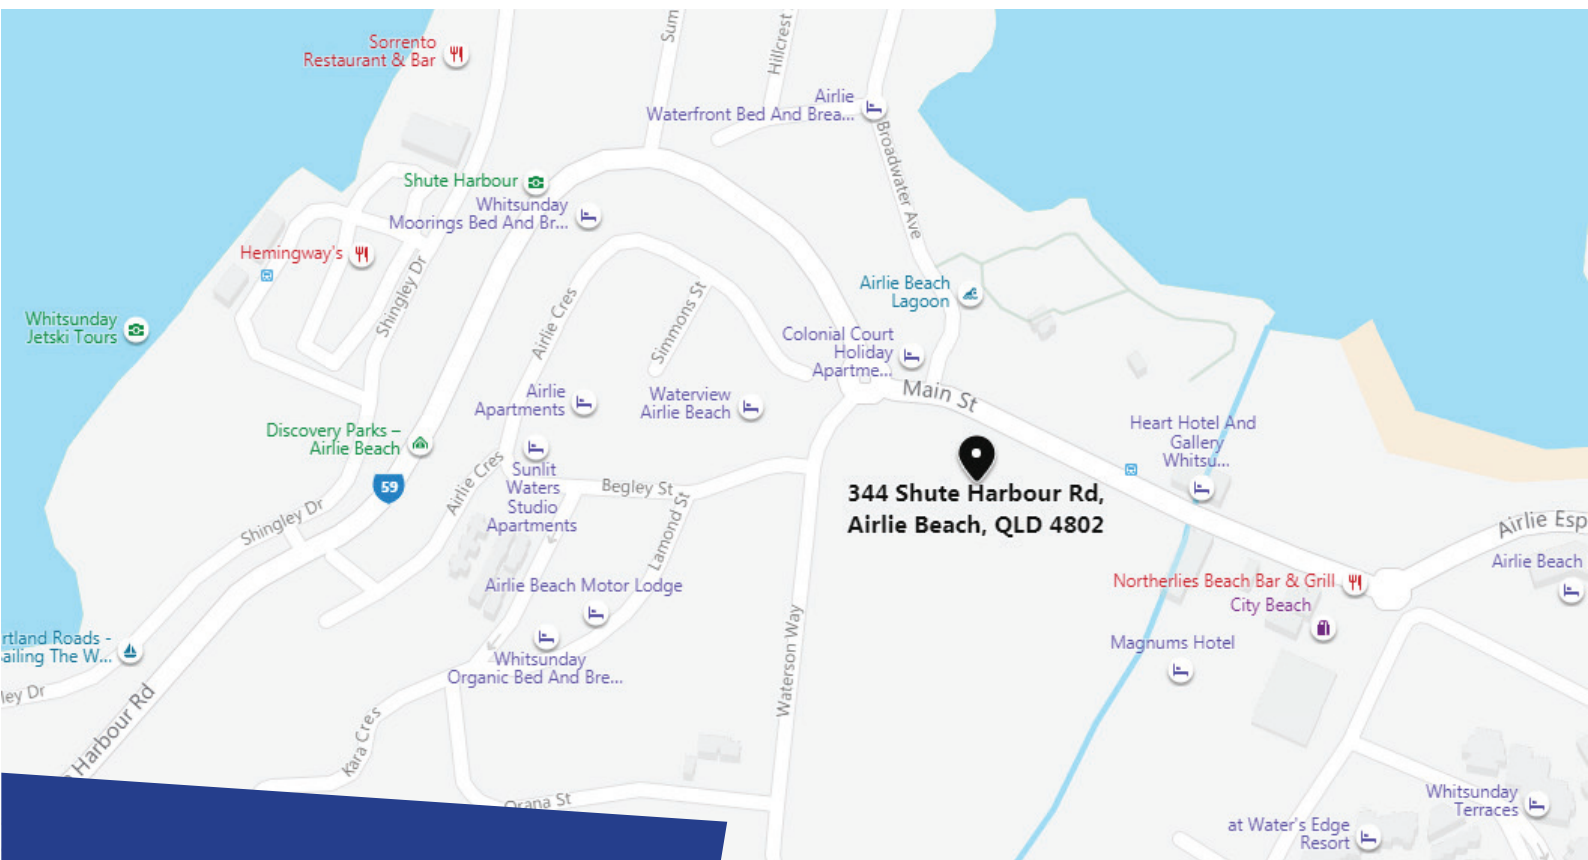 Sorrento
Restaurant & Bar
Sum
Hillcrest
Airlie
Waterfront Bed And Brea...
Broadwater Ave
Shute Harbour
Whitsunday
Moorings Bed And Br...
Hemingway's
Shingley Dr
Airlie Cres
Simmons St
Airlie Beach
Lagoon
Whitsunday
Jetski Tours
Colonial Court
Holiday
Apartme...
Main St
Airlie
Apartments
Waterview
Airlie Beach
Discovery Parks –
Airlie Beach
Heart Hotel And
Gallery
Whitsu...
59
Airlie Cres
Sunlit
Waters
Studio
Apartments
Begley St
Lamond St
344 Shute Harbour Rd,
Airlie Beach, QLD 4802
Shingley Dr
Airlie Esp
Airlie Beach
Airlie Beach Motor Lodge
Northerlies Beach Bar & Grill
City Beach
rtland Roads -
ailing The W...
Whitsunday
Organic Bed And Bre...
Waterson Way
Magnums Hotel
ley Dr
Harbour Rd
Kara Cres
Orana St
Whitsunday
Terraces
at Water's Edge
Resort